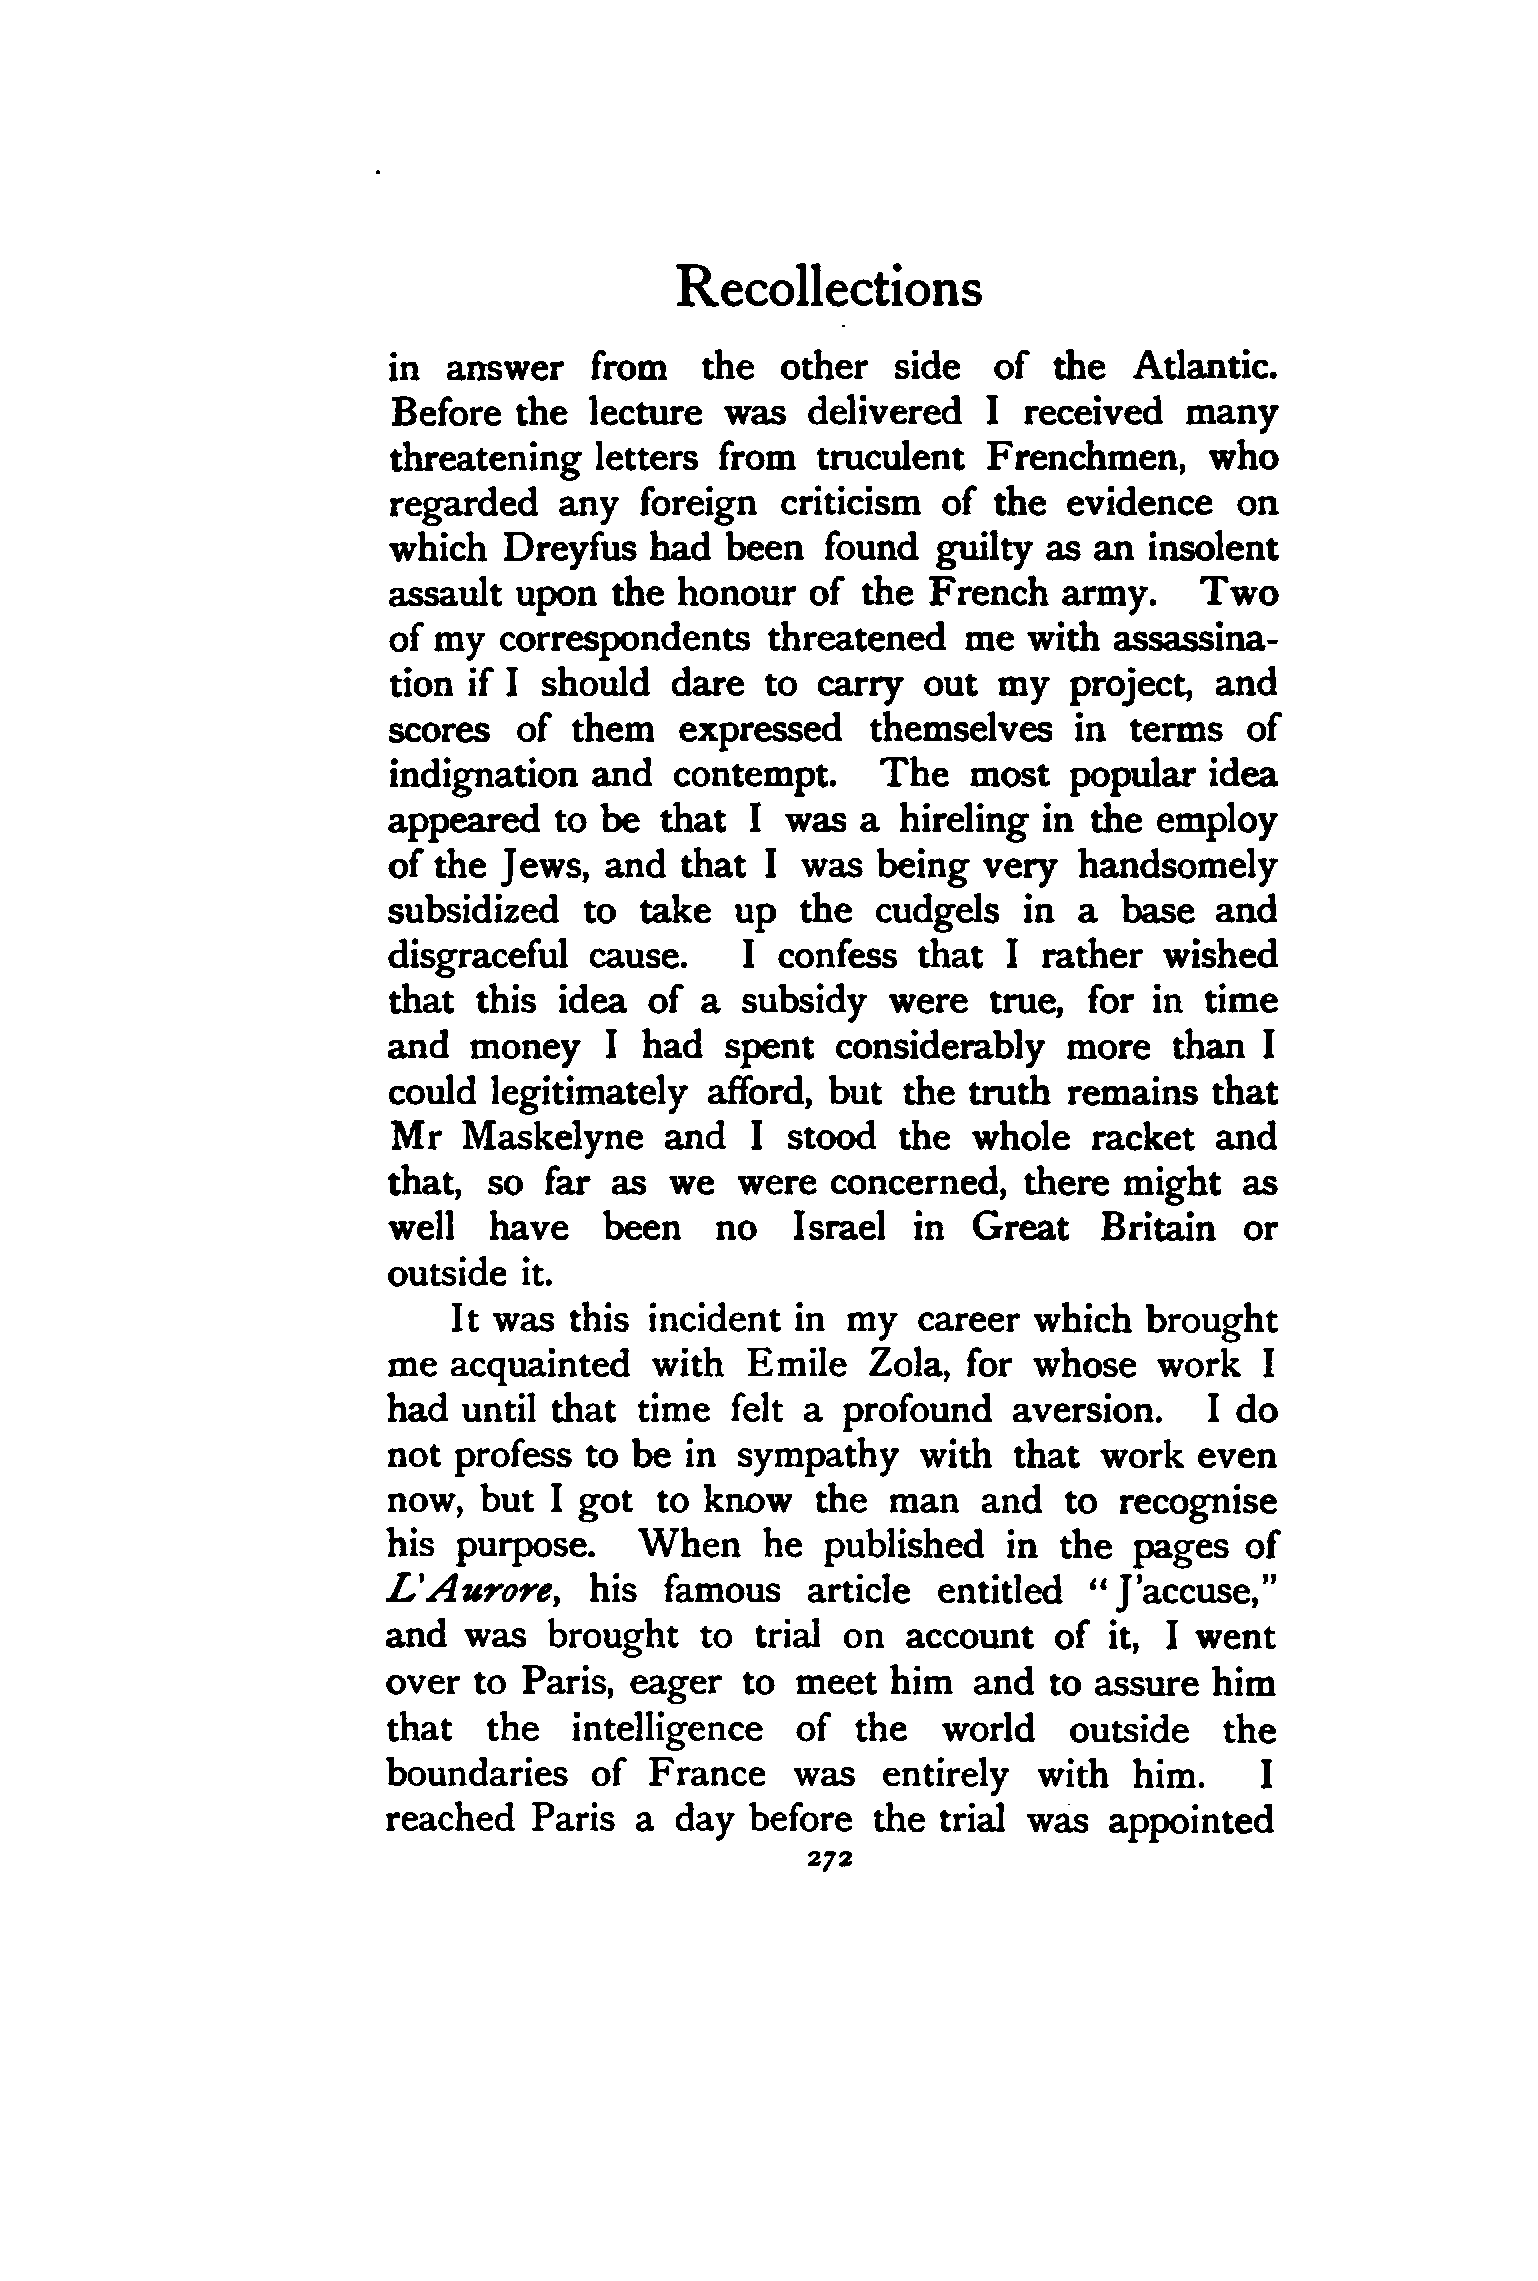 Recollections
in answer from the other side of the Atlantic.
Before the lecture was delivered I received many
threatening letters from truculent Frenchmen, who
regarded any foreign criticism of the evidence on
which Dreyfus had been found guilty as an insolent
assault upon the honour of the French army. Two
of my correspondents threatened me with assassina-
tion if I should dare to carry out my project, and
scores of them expressed themselves in terms of
indignation and contempt. The most popular idea
appeared to be that I was a hireling in the employ
of the Jews, and that I was being very handsomely
subsidized to take up the cudgels in a base and
disgraceful cause. I confess that I rather wished
that this idea of a subsidy were true, for in time
and money I had spent considerably more than I
could legitimately afford, but the truth remains that
Mr Maskelyne and I stood the whole racket and
that, so far as we were concerned, there might as
well have been no Israel in Great Britain or
outside it.
It was this incident in my career which brought
me acquainted with Emile Zola, for whose work I
had until that time felt a profound aversion. I do
not profess to be in sympathy with that work even
now, but I got to know the man and to recognise
his purpose. When he published in the pages of
L'Aurore, his famous article entitled "J'accuse,"
and was brought to trial on account of it, I went
over to Paris, eager to meet him and to assure him
that the intelligence of the world outside the
boundaries of France was entirely with him. I
reached Paris a day before the trial was appointed
272